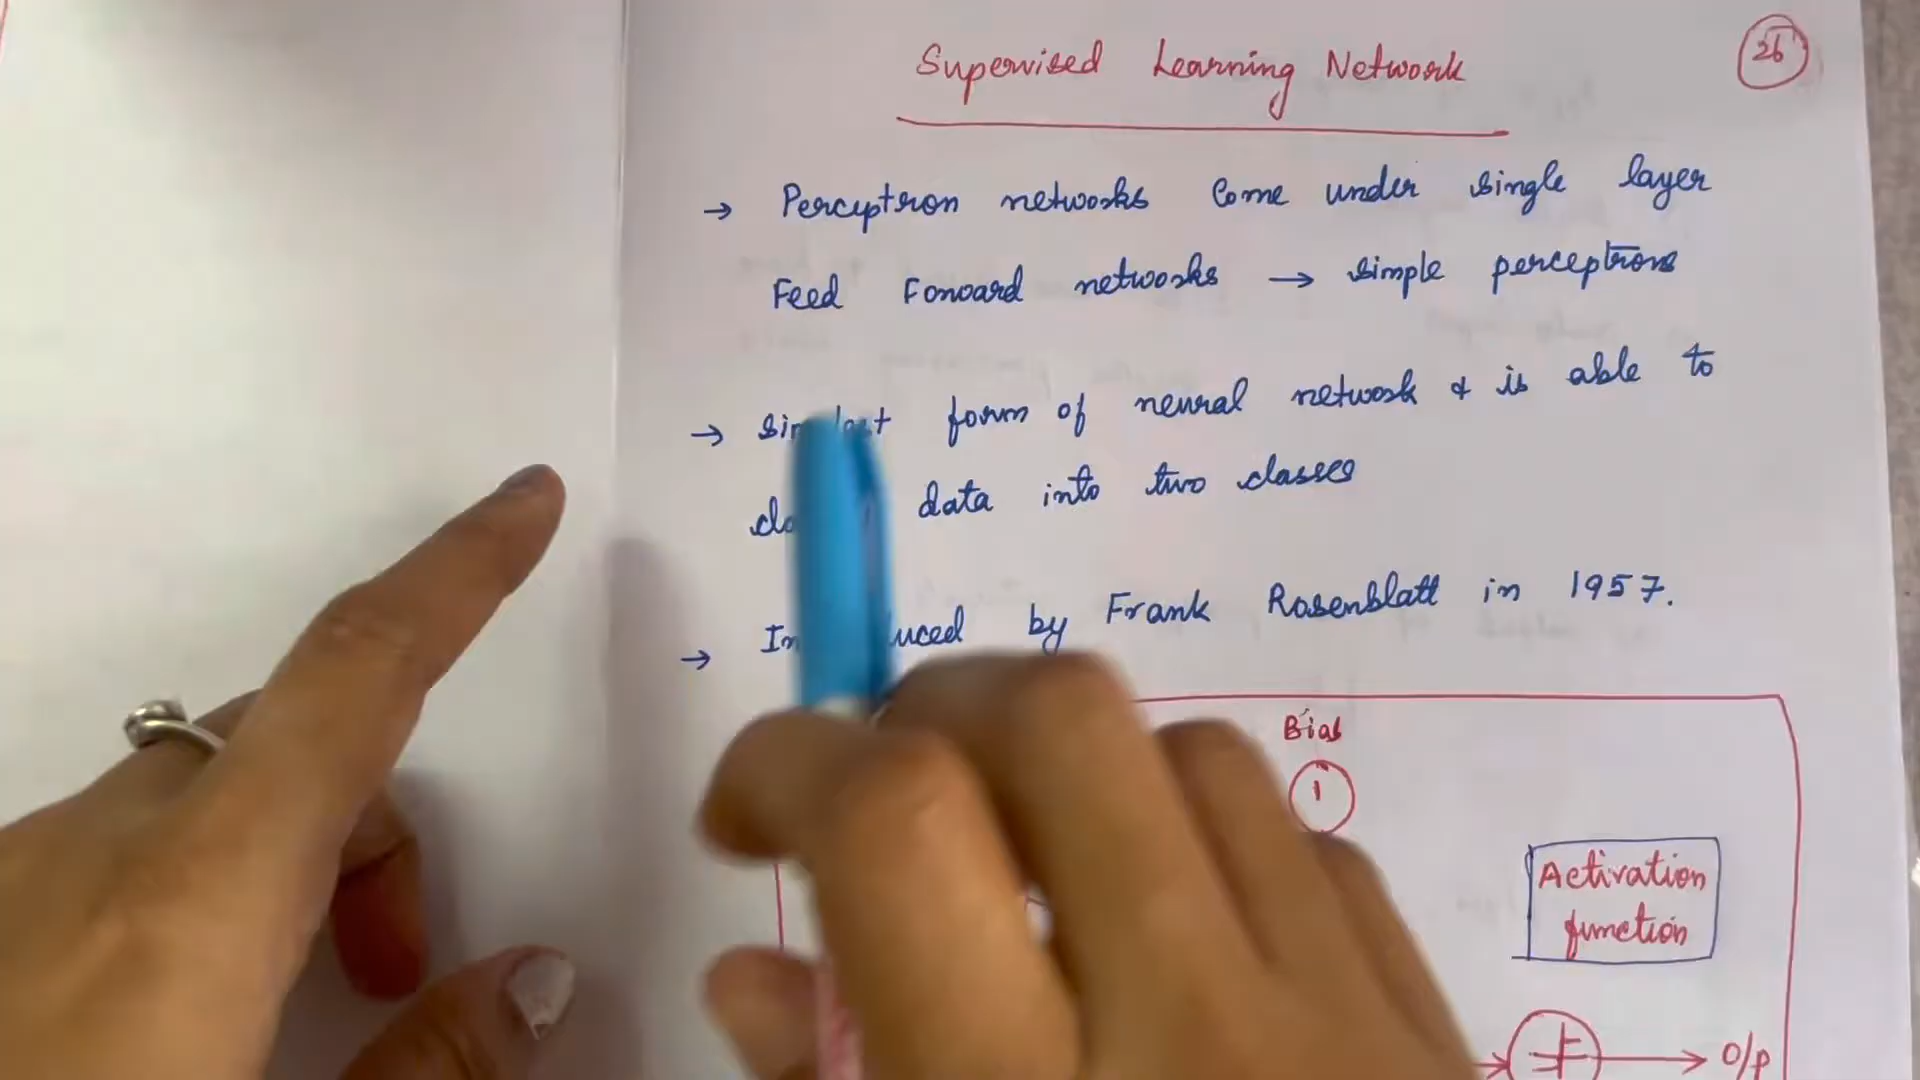 Supervised Learning Network
26
→ Perceptron networks Come under single layer
Feed Forward networks → simple perceptrons
→ form of neural network & is able to
data into two classes
→ by Frank Rosenblatt in 1957.
Bias
1
Activation
function
→ O/p